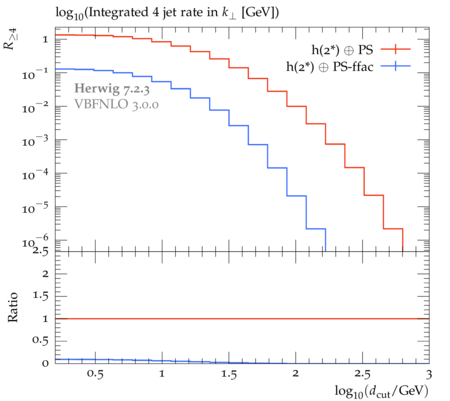 log₁₀(Integrated 4 jet rate in k⊥ [GeV])
R≥4
h(2*) ⊕ PS
h(2*) ⊕ PS-ffac
Herwig 7.2.3
VBFNLO 3.0.0
1
10⁻¹
10⁻²
10⁻³
10⁻⁴
10⁻⁵
10⁻⁶
2.5
2
1.5
1
0.5
0
Ratio
0.5 1 1.5 2 2.5 3
log₁₀(d_cut/GeV)